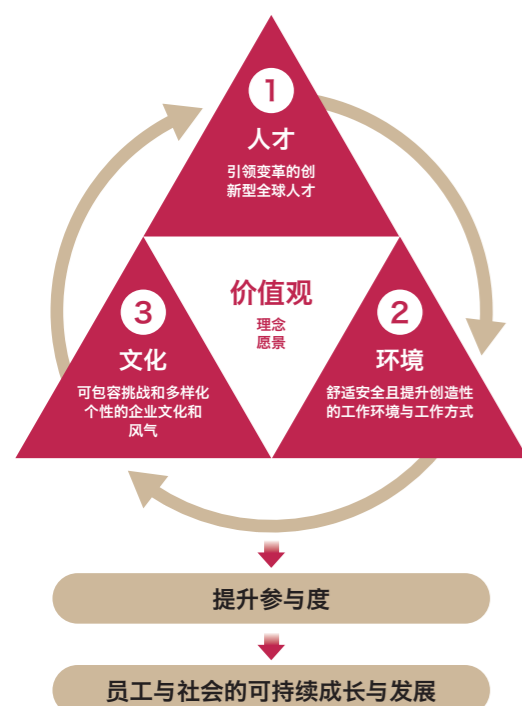 1
人才
引领变革的创
新型全球人才
价值观
理念
愿景
3
文化
可包容挑战和多样化
个性的企业文化和
风气
2
环境
舒适安全且提升创造性
的工作环境与工作方式
提升参与度
员工与社会的可持续成长与发展